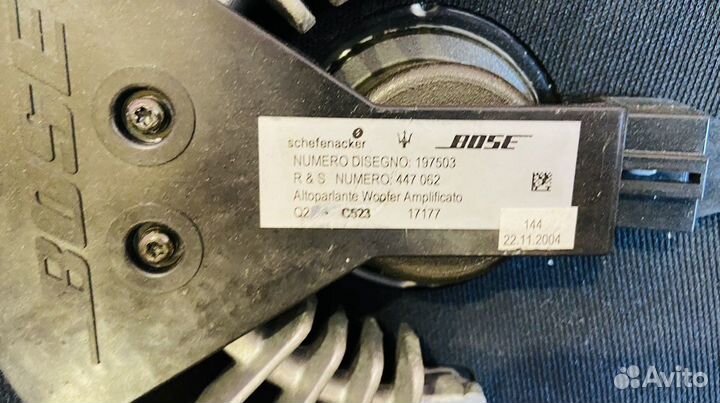 BOSE
schefenacker S BOSE
NUMERO DISEGNO: 197503
R & S NUMERO: 447 062
Altoparlante Woofer Amplificato
Q2 C523 17177
144
22.11.2004
Avito